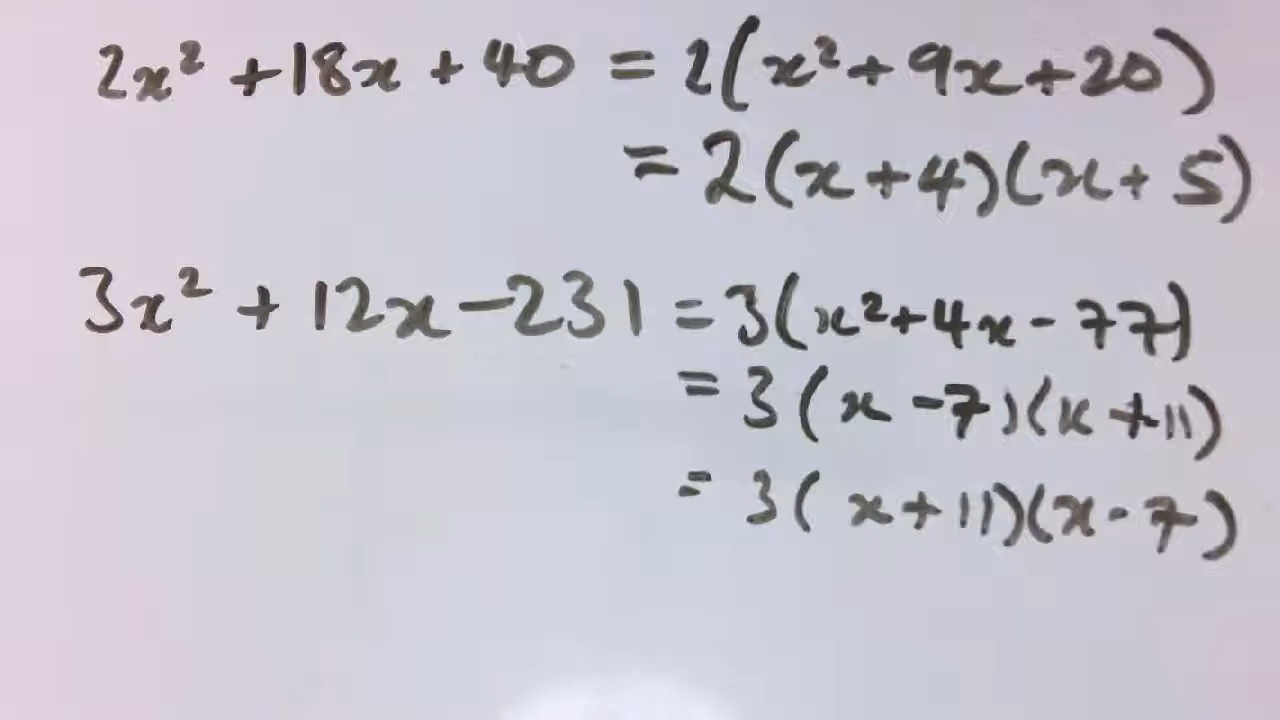 2x² + 18x + 40 = 2(x² + 9x + 20)
= 2(x + 4)(x + 5)
3x² + 12x - 231 = 3(x² + 4x - 77)
= 3(x - 7)(x + 11)
= 3(x + 11)(x - 7)